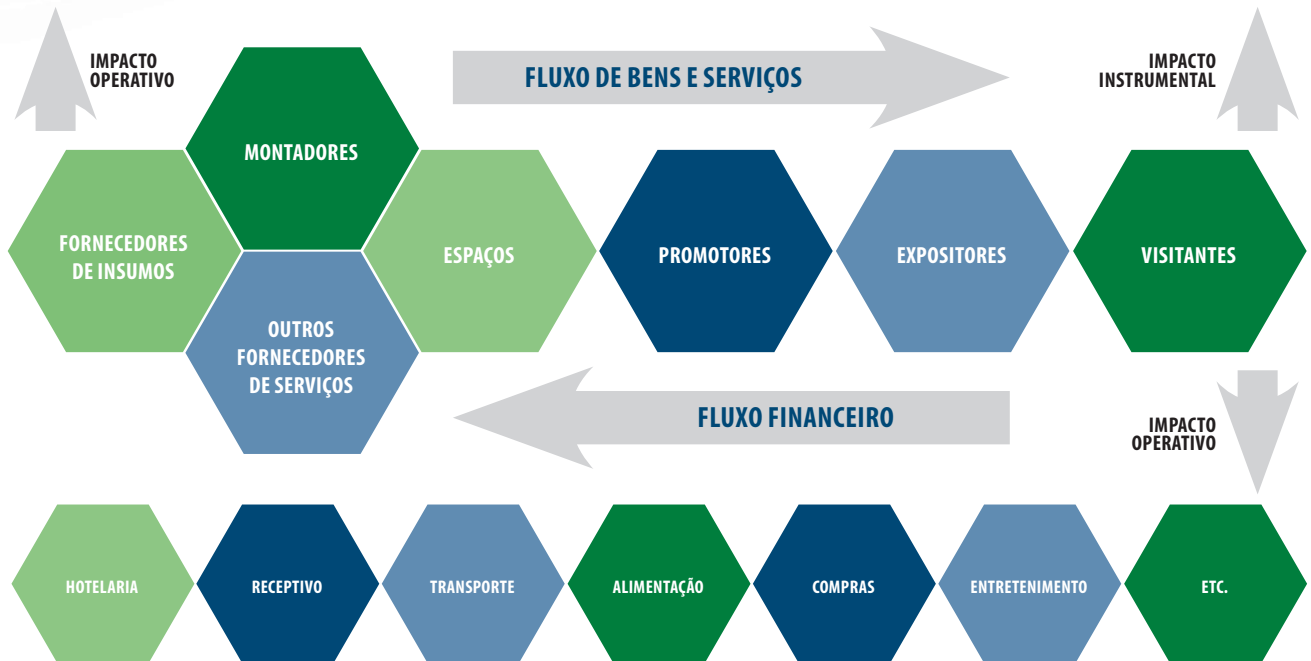 IMPACTO
OPERATIVO
FLUXO DE BENS E SERVIÇOS
IMPACTO
INSTRUMENTAL
MONTADORES
FORNECEDORES
DE INSUMOS
ESPAÇOS
PROMOTORES
EXPOSITORES
VISITANTES
OUTROS
FORNECEDORES
DE SERVIÇOS
FLUXO FINANCEIRO
IMPACTO
OPERATIVO
HOTELARIA
RECEPTIVO
TRANSPORTE
ALIMENTAÇÃO
COMPRAS
ENTRETENIMENTO
ETC.